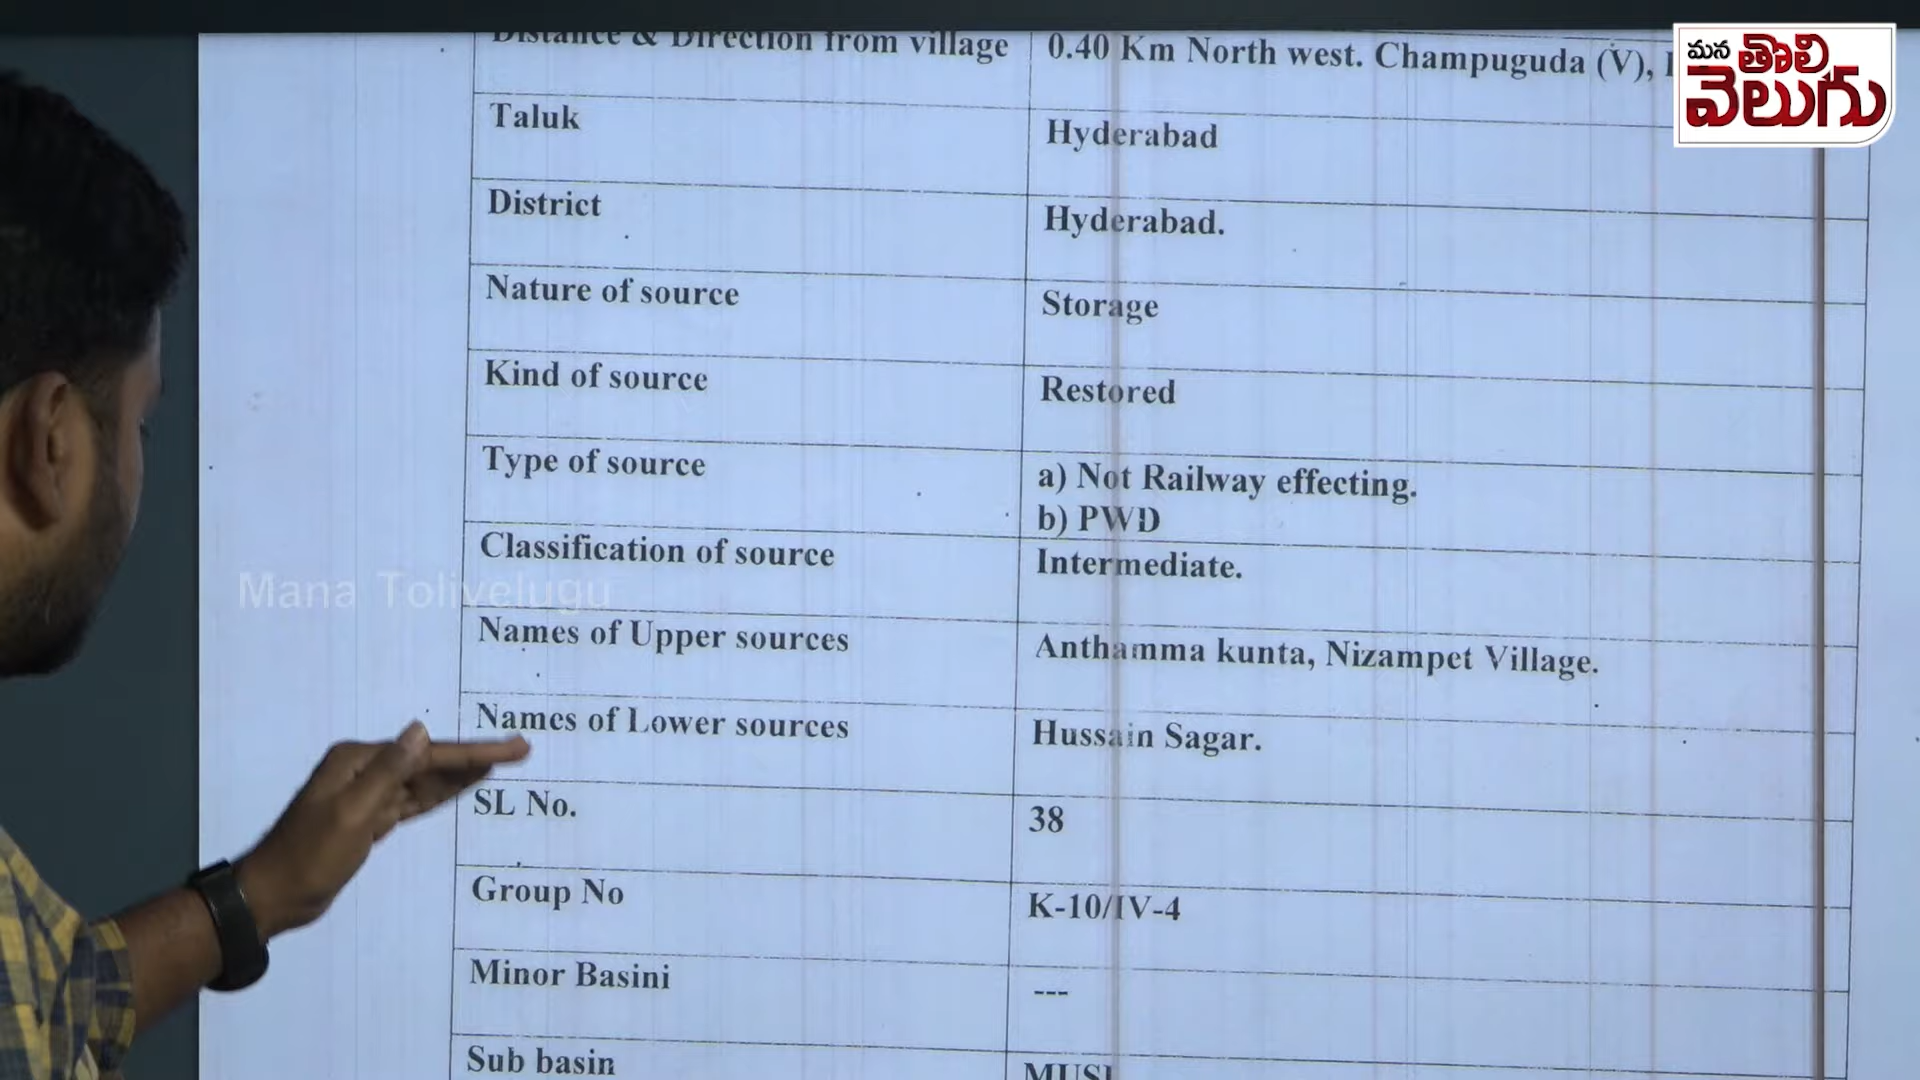 Distance & Direction from village 0.40 Km North west. Champuguda (V),
Taluk Hyderabad
District Hyderabad.
Nature of source Storage
Kind of source Restored
Type of source a) Not Railway effecting.
b) PWD
Classification of source Intermediate.
Names of Upper sources Anthamma kunta, Nizampet Village.
Names of Lower sources Hussain Sagar.
SL No. 38
Group No K-10/IV-4
Minor Basini ---
Sub basin MUSI
మన
తొలి
వెలుగు
Mana Tolivelugu